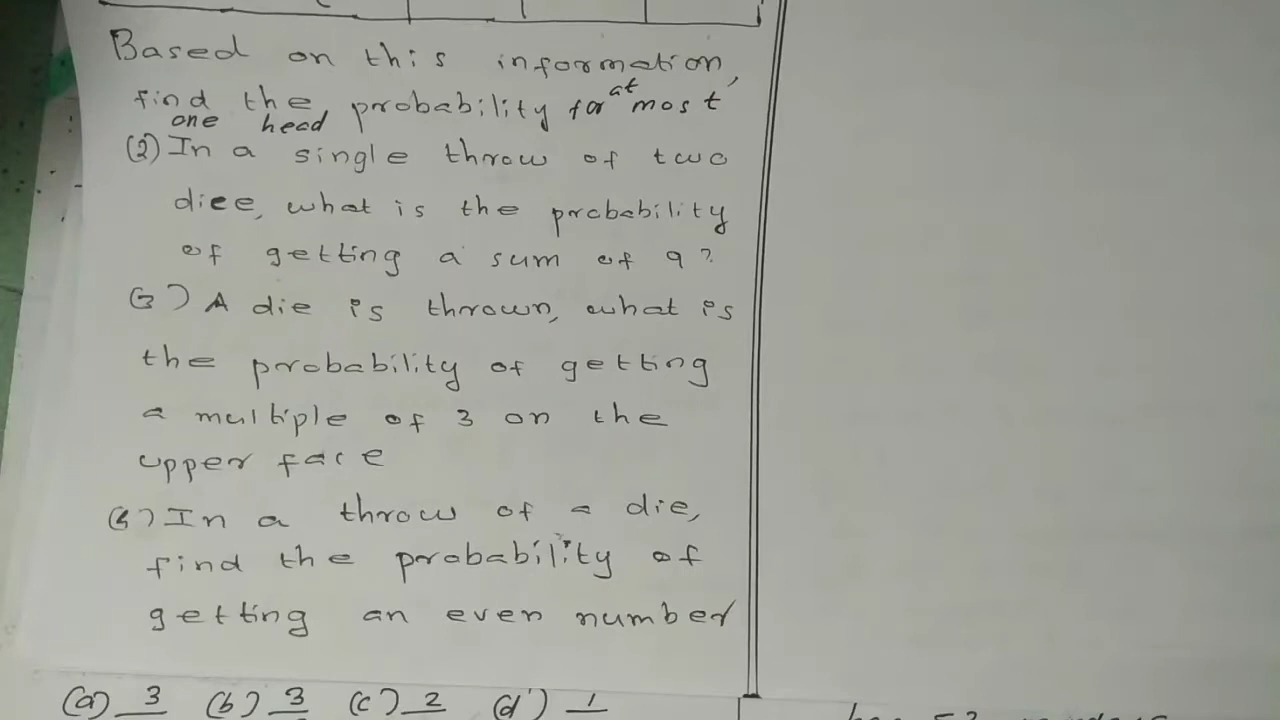 Based on this information,
find the probability for at most
one head
(2) In a single throw of two
dice, what is the probability
of getting a sum of 9?
(3) A die is thrown, what is
the probability of getting
a multiple of 3 on the
upper face
(4) In a throw of a die,
find the probability of
getting an even number
(a) 3 (b) 3 (c) 2 (d) 1